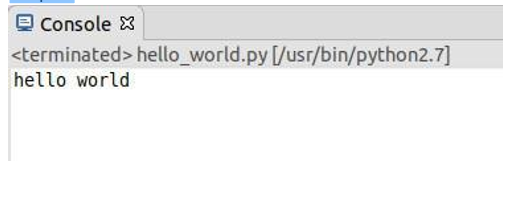 Console
<terminated> hello_world.py [/usr/bin/python2.7]
hello world